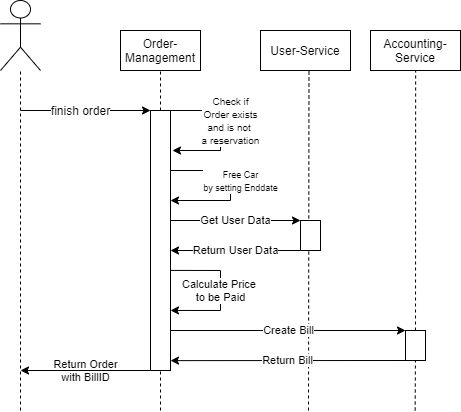 Order-
Management
User-Service
Accounting-
Service
finish order
Check if
Order exists
and is not
a reservation
Free Car
by setting Enddate
Get User Data
Return User Data
Calculate Price
to be Paid
Create Bill
Return Bill
Return Order
with BillID